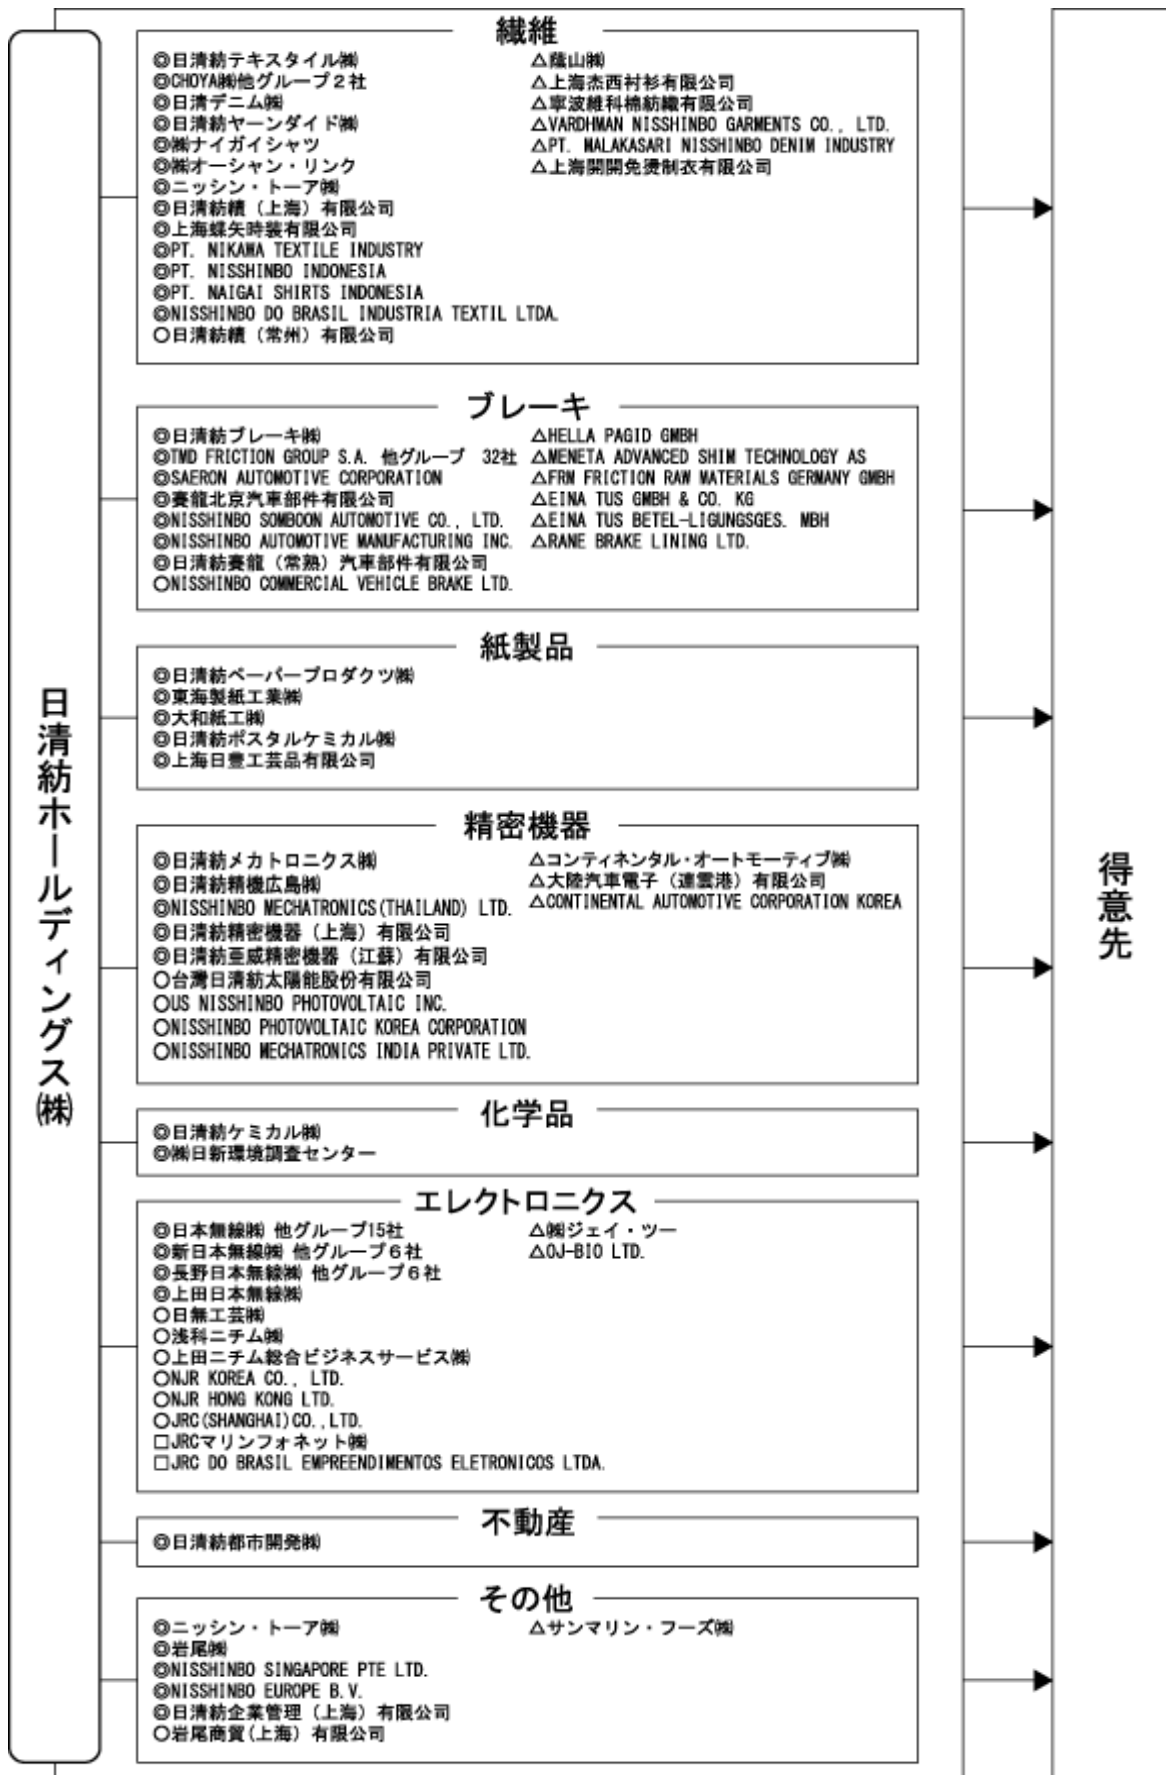 日清紡ホールディングス㈱
繊維
◎日清紡テキスタイル㈱
◎CHOYA㈱他グループ2社
◎日清デニム㈱
◎日清紡ヤーンダイド㈱
◎㈱ナイガイシャツ
◎㈱オーシャン・リンク
◎ニッシン・トーア㈱
◎日清紡績（上海）有限公司
◎上海蝶矢時装有限公司
◎PT. NIKAWA TEXTILE INDUSTRY
◎PT. NISSHINBO INDONESIA
◎PT. NAIGAI SHIRTS INDONESIA
◎NISSHINBO DO BRASIL INDUSTRIA TEXTIL LTDA.
○日清紡績（常州）有限公司
△蔭山㈱
△上海杰西衬衫有限公司
△寧波維科棉紡織有限公司
△VARDHMAN NISSHINBO GARMENTS CO., LTD.
△PT. MALAKASARI NISSHINBO DENIM INDUSTRY
△上海開開免燙制衣有限公司
ブレーキ
◎日清紡ブレーキ㈱
◎TMD FRICTION GROUP S.A. 他グループ 32社
◎SAERON AUTOMOTIVE CORPORATION
◎賽龍北京汽車部件有限公司
◎NISSHINBO SOMBOON AUTOMOTIVE CO., LTD.
◎NISSHINBO AUTOMOTIVE MANUFACTURING INC.
◎日清紡賽龍（常熟）汽車部件有限公司
○NISSHINBO COMMERCIAL VEHICLE BRAKE LTD.
△HELLA PAGID GMBH
△MENETA ADVANCED SHIM TECHNOLOGY AS
△FRM FRICTION RAW MATERIALS GERMANY GMBH
△EINA TUS GMBH & CO. KG
△EINA TUS BETEL-LIGUNGSGES. MBH
△RANE BRAKE LINING LTD.
紙製品
◎日清紡ペーパープロダクツ㈱
◎東海製紙工業㈱
◎大和紙工㈱
◎日清紡ポスタルケミカル㈱
◎上海日豊工芸品有限公司
精密機器
◎日清紡メカトロニクス㈱
◎日清紡精機広島㈱
◎NISSHINBO MECHATRONICS(THAILAND) LTD.
◎日清紡精密機器（上海）有限公司
◎日清紡亜威精密機器（江蘇）有限公司
○台灣日清紡太陽能股份有限公司
○US NISSHINBO PHOTOVOLTAIC INC.
○NISSHINBO PHOTOVOLTAIC KOREA CORPORATION
○NISSHINBO MECHATRONICS INDIA PRIVATE LTD.
△コンティネンタル・オートモーティブ㈱
△大陸汽車電子（連雲港）有限公司
△CONTINENTAL AUTOMOTIVE CORPORATION KOREA
化学品
◎日清紡ケミカル㈱
◎㈱日新環境調査センター
エレクトロニクス
◎日本無線㈱ 他グループ15社
◎新日本無線㈱ 他グループ6社
◎長野日本無線㈱ 他グループ6社
◎上田日本無線㈱
○日無工芸㈱
○浅科ニチム㈱
○上田ニチム総合ビジネスサービス㈱
○NJR KOREA CO., LTD.
○NJR HONG KONG LTD.
○JRC(SHANGHAI)CO.,LTD.
□JRCマリンフォネット㈱
□JRC DO BRASIL EMPREENDIMENTOS ELETRONICOS LTDA.
△㈱ジェイ・ツー
△OJ-BIO LTD.
不動産
◎日清紡都市開発㈱
その他
◎ニッシン・トーア㈱
◎岩尾㈱
◎NISSHINBO SINGAPORE PTE LTD.
◎NISSHINBO EUROPE B.V.
◎日清紡企業管理（上海）有限公司
○岩尾商貿(上海）有限公司
△サンマリン・フーズ㈱
得意先